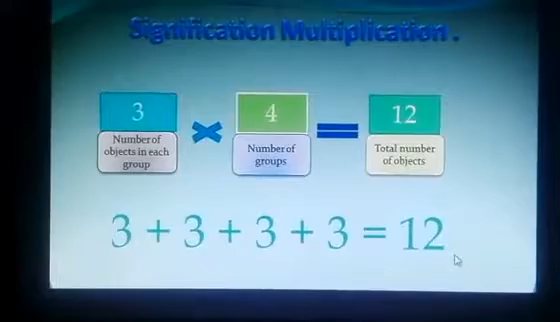 Signification Multiplication .
3 × 4 = 12
Number of
objects in each
group
Number of
groups
Total number
of objects
3 + 3 + 3 + 3 = 12